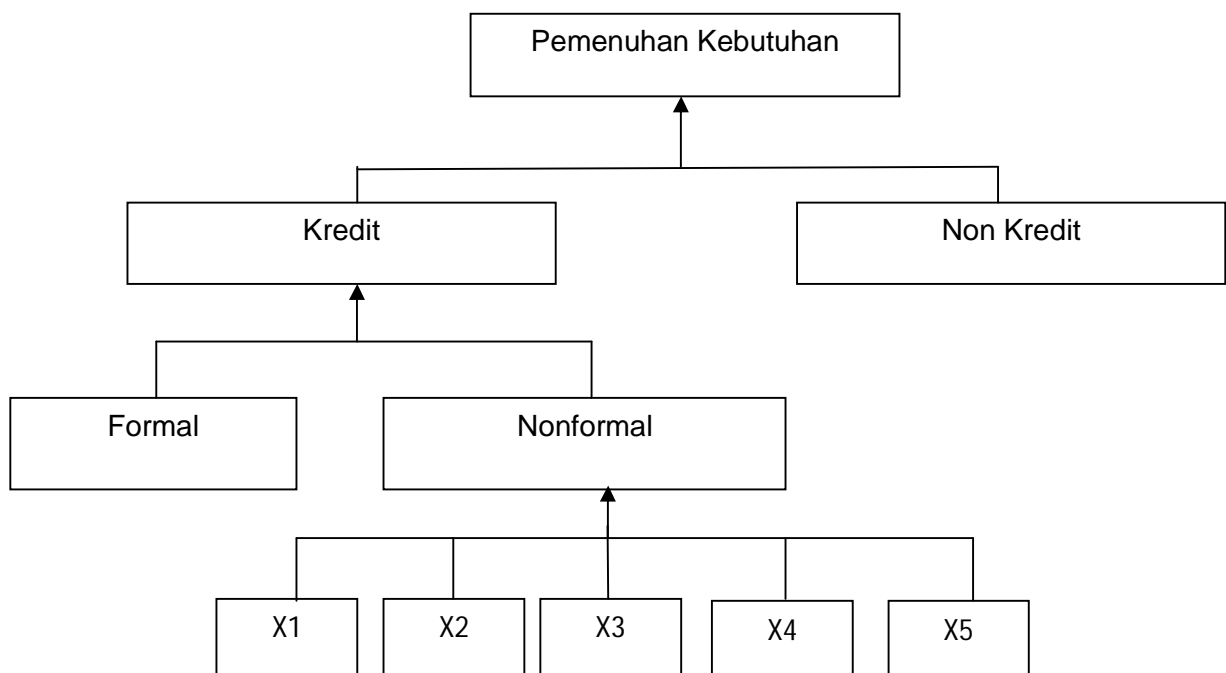 Pemenuhan Kebutuhan
Kredit
Non Kredit
Formal
Nonformal
X1
X2
X3
X4
X5